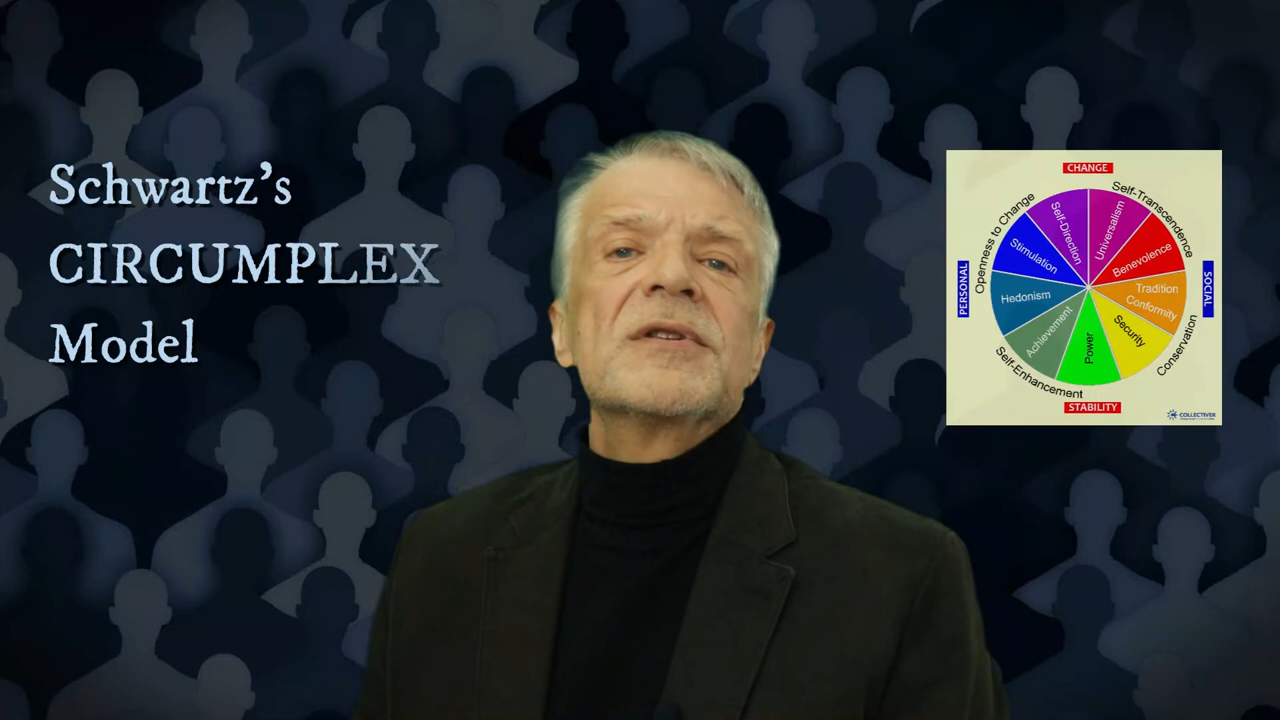 Schwartz's
CIRCUMPLEX
Model
CHANGE
Openness to Change
Self-Transcendence
Self-Direction
Universalism
Stimulation
Benevolence
PERSONAL
SOCIAL
Hedonism
Tradition
Conformity
Achievement
Power
Security
Self-Enhancement
Conservation
STABILITY
COLLECTIVER